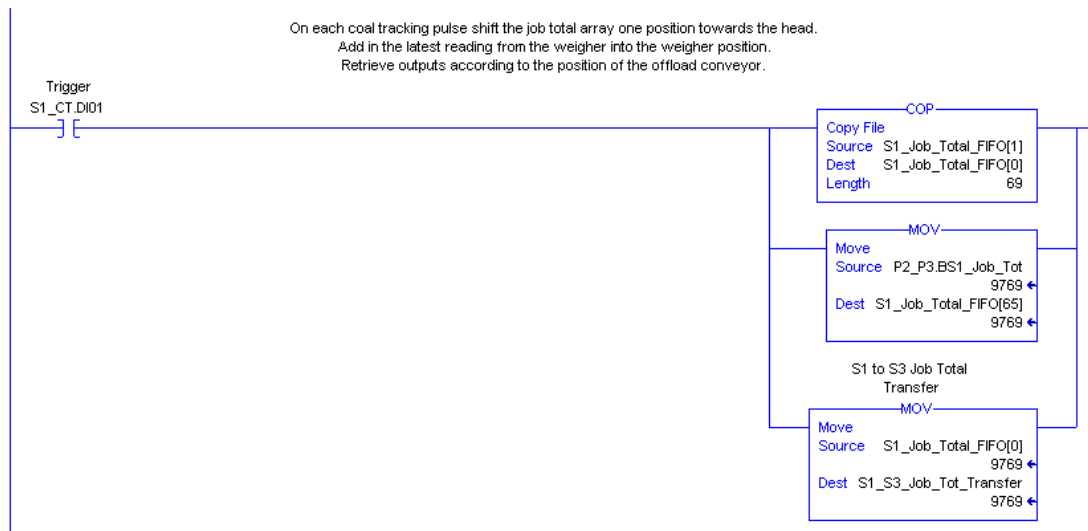 On each coal tracking pulse shift the job total array one position towards the head.
Add in the latest reading from the weigher into the weigher position.
Retrieve outputs according to the position of the offload conveyor.
Trigger
S1_CT.DI01
COP
Copy File
Source S1_Job_Total_FIFO[1]
Dest S1_Job_Total_FIFO[0]
Length 69
MOV
Move
Source P2_P3.BS1_Job_Tot
9769
Dest S1_Job_Total_FIFO[65]
9769
S1 to S3 Job Total
Transfer
MOV
Move
Source S1_Job_Total_FIFO[0]
9769
Dest S1_S3_Job_Tot_Transfer
9769